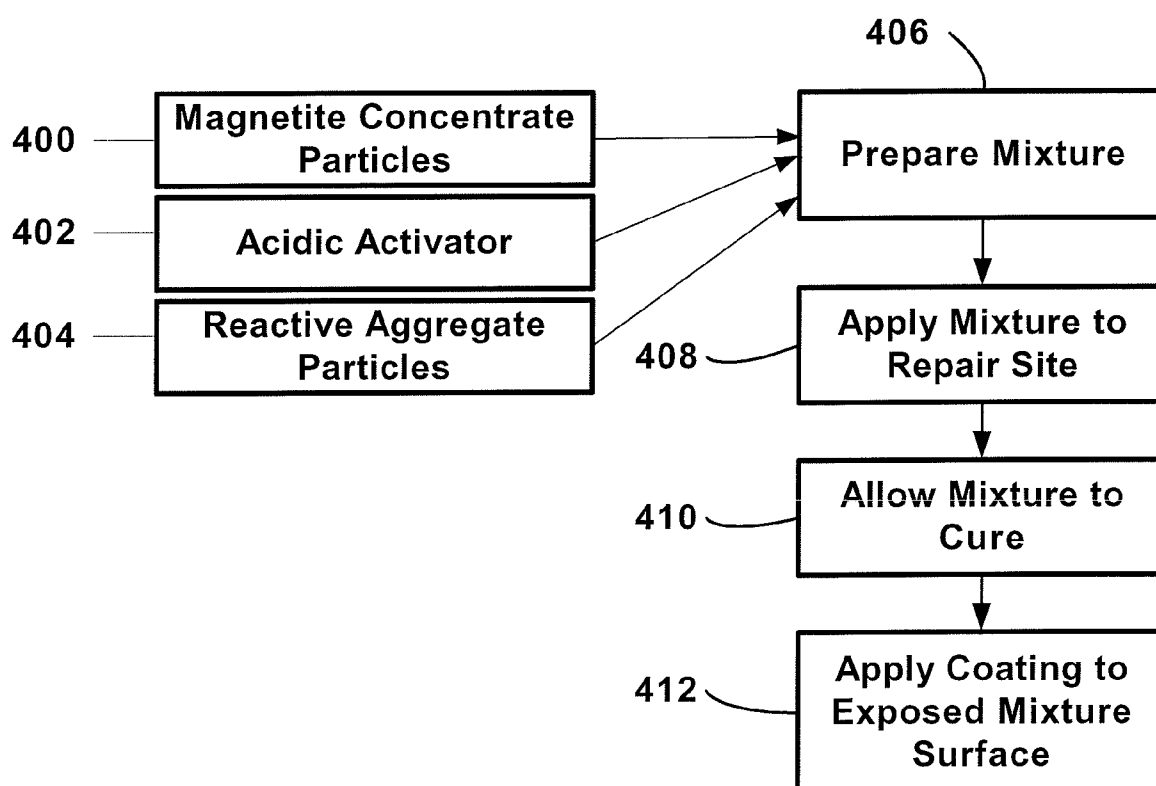 406
400
Magnetite Concentrate
Particles
Prepare Mixture
402
Acidic Activator
404
Reactive Aggregate
Particles
408
Apply Mixture to
Repair Site
410
Allow Mixture to
Cure
412
Apply Coating to
Exposed Mixture
Surface